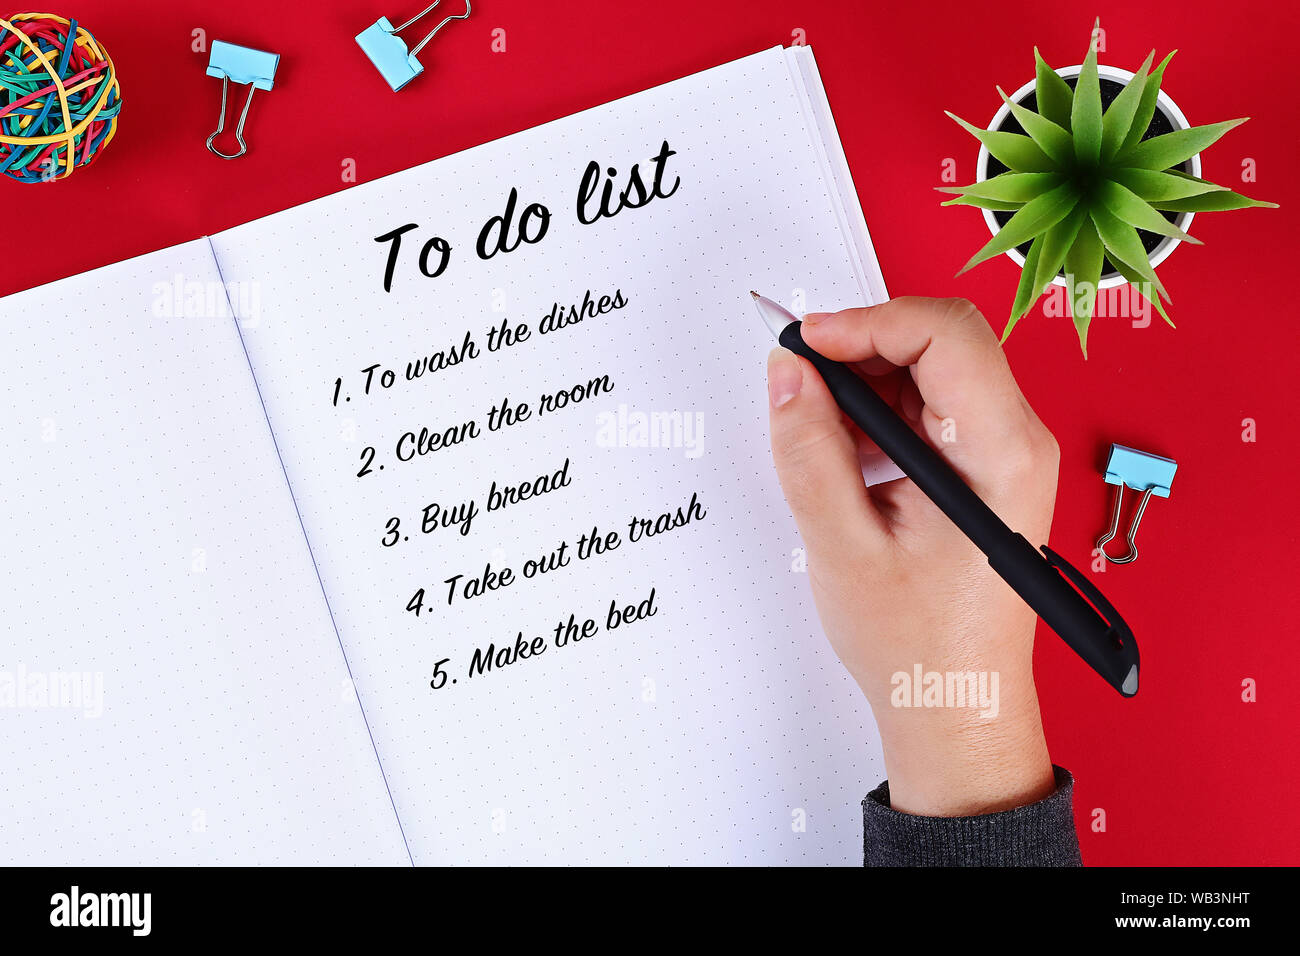 To do list
1. To wash the dishes
2. Clean the room
3. Buy bread
4. Take out the trash
5. Make the bed
alamy
alamy
alamy
alamy
alamy
a
a
a
a
a
a
alamy
Image ID: WB3NHT
www.alamy.com